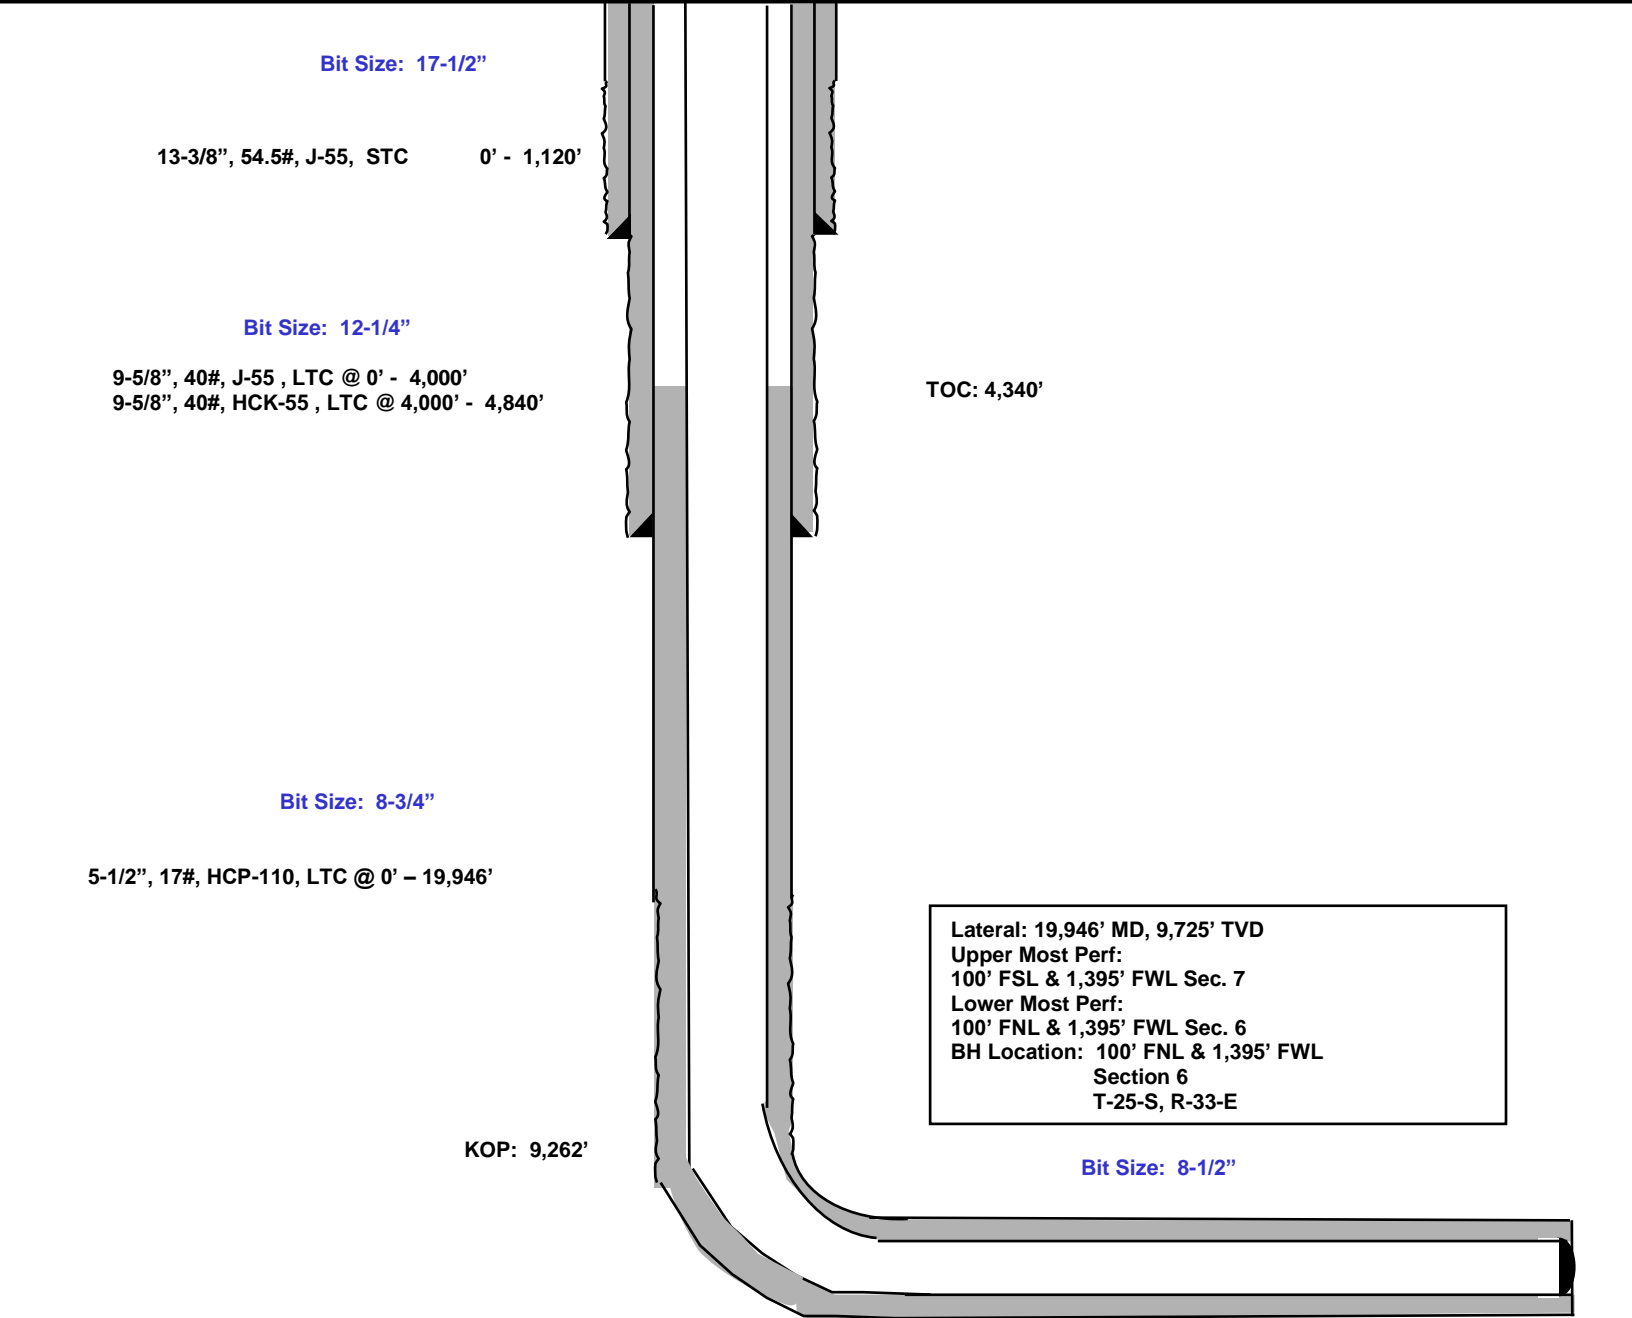 Bit Size: 17-1/2”
13-3/8”, 54.5#, J-55, STC 0’ - 1,120’
Bit Size: 12-1/4”
9-5/8”, 40#, J-55 , LTC @ 0’ - 4,000’
9-5/8”, 40#, HCK-55 , LTC @ 4,000’ - 4,840’
TOC: 4,340’
Bit Size: 8-3/4”
5-1/2”, 17#, HCP-110, LTC @ 0’ – 19,946’
Lateral: 19,946’ MD, 9,725’ TVD
Upper Most Perf:
100’ FSL & 1,395’ FWL Sec. 7
Lower Most Perf:
100’ FNL & 1,395’ FWL Sec. 6
BH Location: 100’ FNL & 1,395’ FWL
Section 6
T-25-S, R-33-E
KOP: 9,262’
Bit Size: 8-1/2”